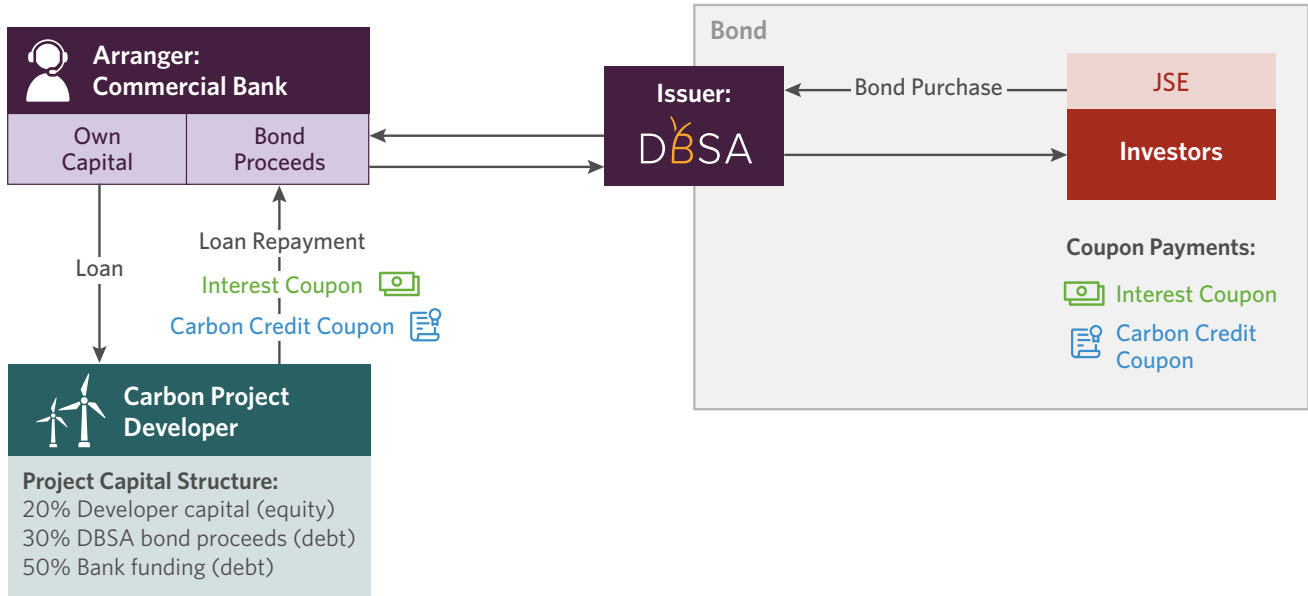 Arranger:
Commercial Bank
Own
Capital
Bond
Proceeds
Loan
Loan Repayment
Interest Coupon
Carbon Credit Coupon
Carbon Project
Developer
Project Capital Structure:
20% Developer capital (equity)
30% DBSA bond proceeds (debt)
50% Bank funding (debt)
Issuer:
DBSA
Bond
Bond Purchase
JSE
Investors
Coupon Payments:
Interest Coupon
Carbon Credit
Coupon